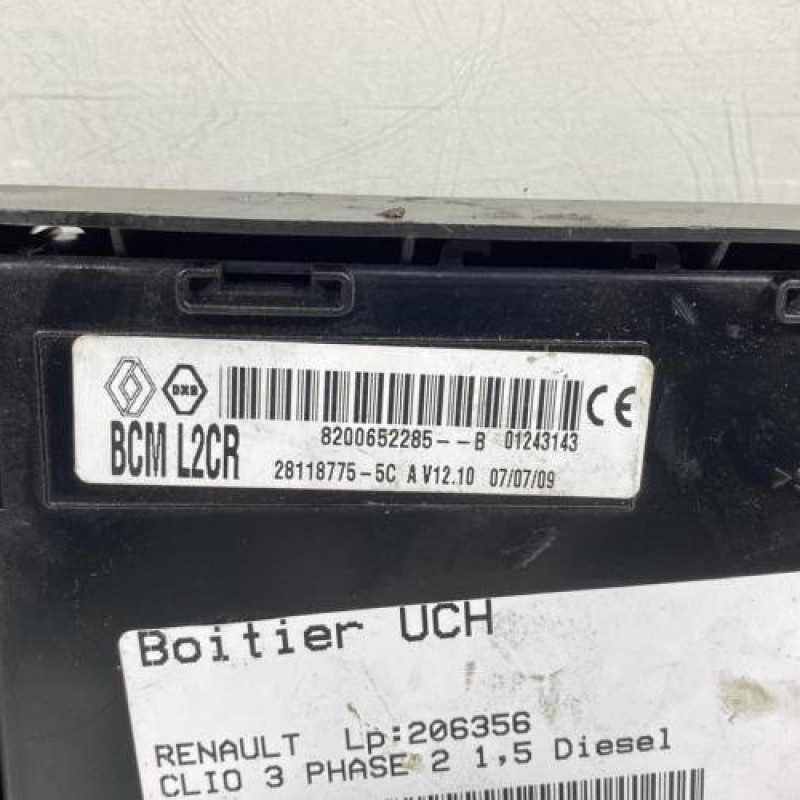 DXB CE
8200652285--B 01243143
BCM L2CR
28118775-5C A V12.10 07/07/09
Boitier UCH
RENAULT Lp:206356
CLIO 3 PHASE 2 1,5 Diesel